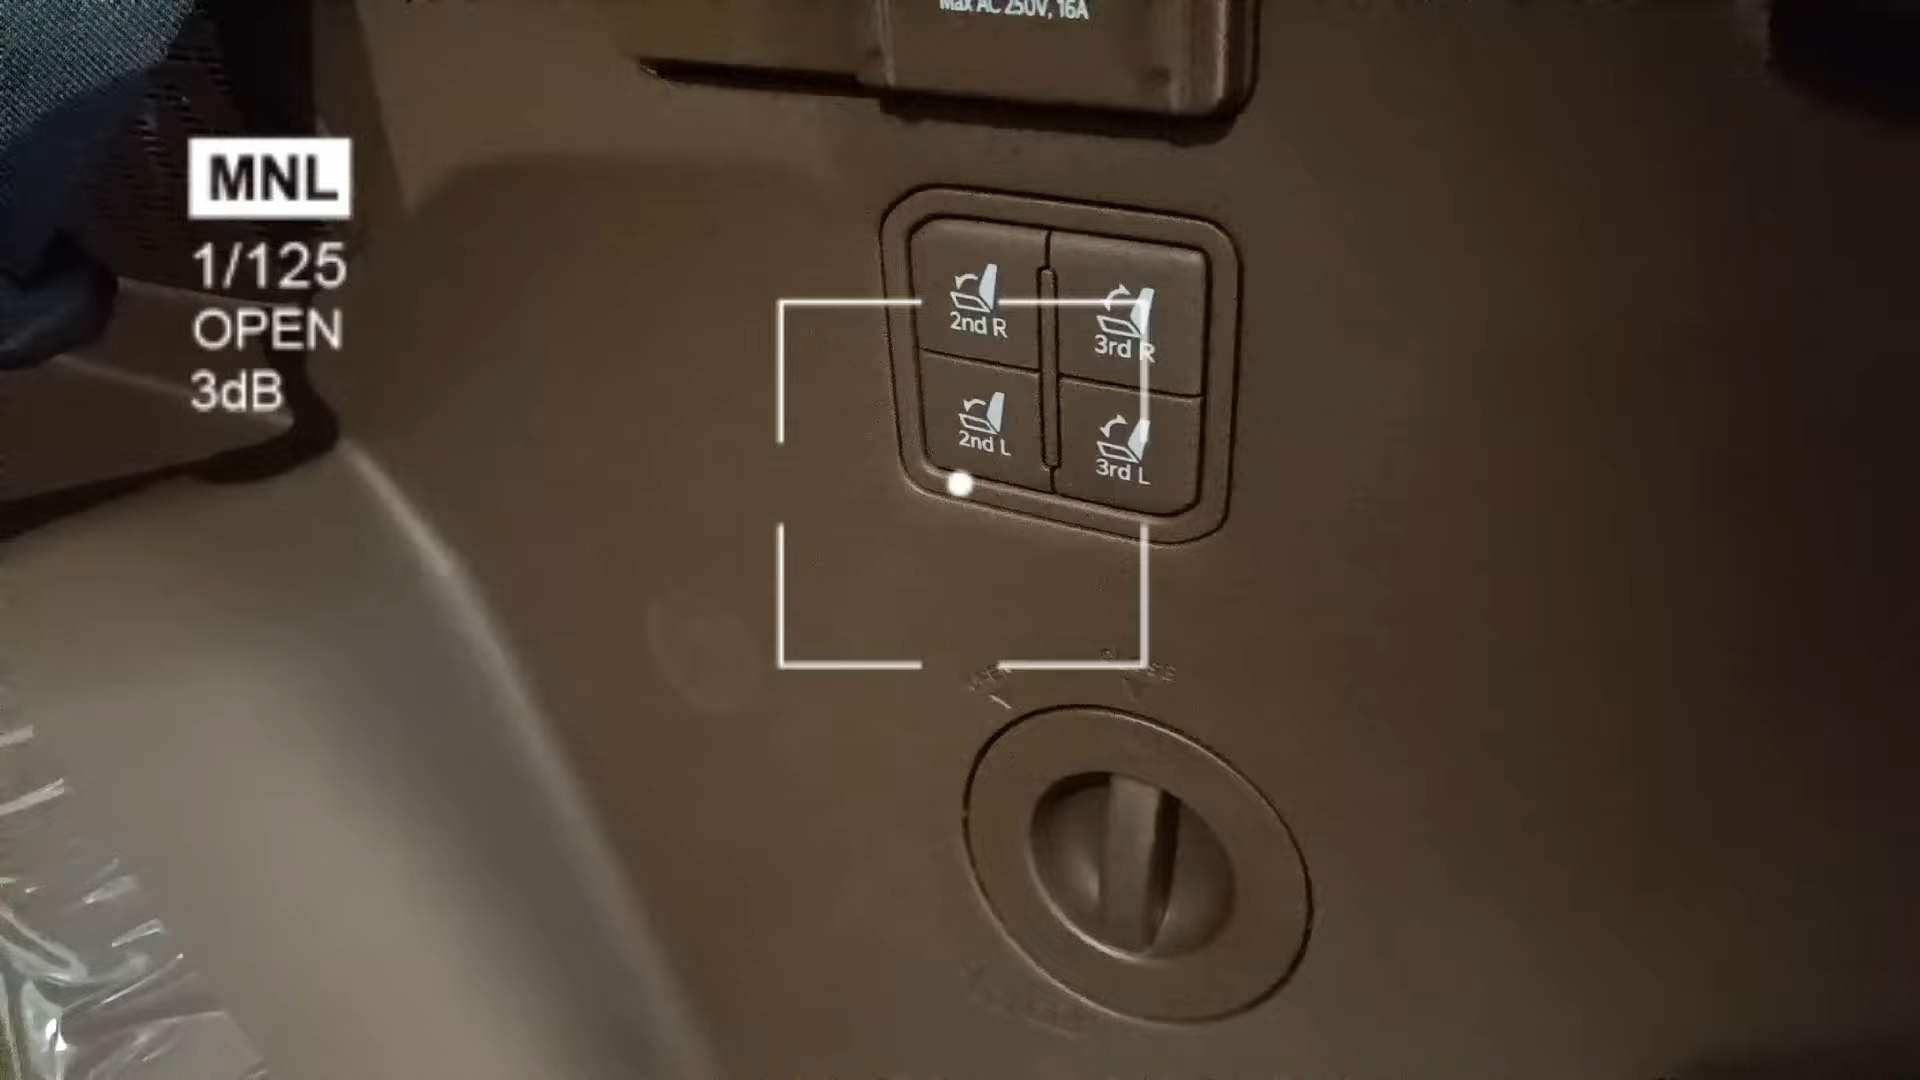 Max AC 250V, 16A
MNL
1/125
OPEN
3dB
2nd R
3rd R
2nd L
3rd L